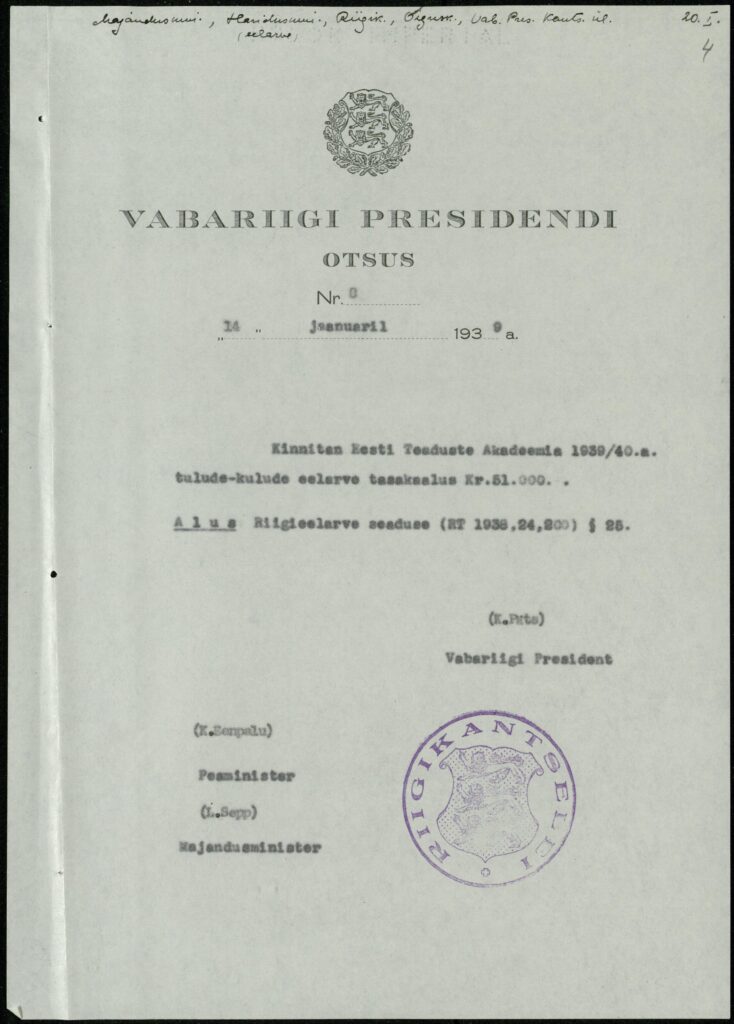 Majandusmin., Haridusmin., Riigik., Õigusk., Vab. Pres. Kants. ül. 20. I.
(eelarve) 4
VABARIIGI PRESIDENDI
OTSUS
Nr. 8
„14 „ jaanuaril 1939 a.
Kinnitan Eesti Teaduste Akadeemia 1939/40.a.
tulude-kulude eelarve tasakaalus Kr.51.000. .
Alus Riigieelarve seaduse (RT 1938,24,200) § 25.
(K.Päts)
Vabariigi President
(K.Eenpalu)
Peaminister
(L.Sepp)
Majandusminister
RIIGIKANTSELEI